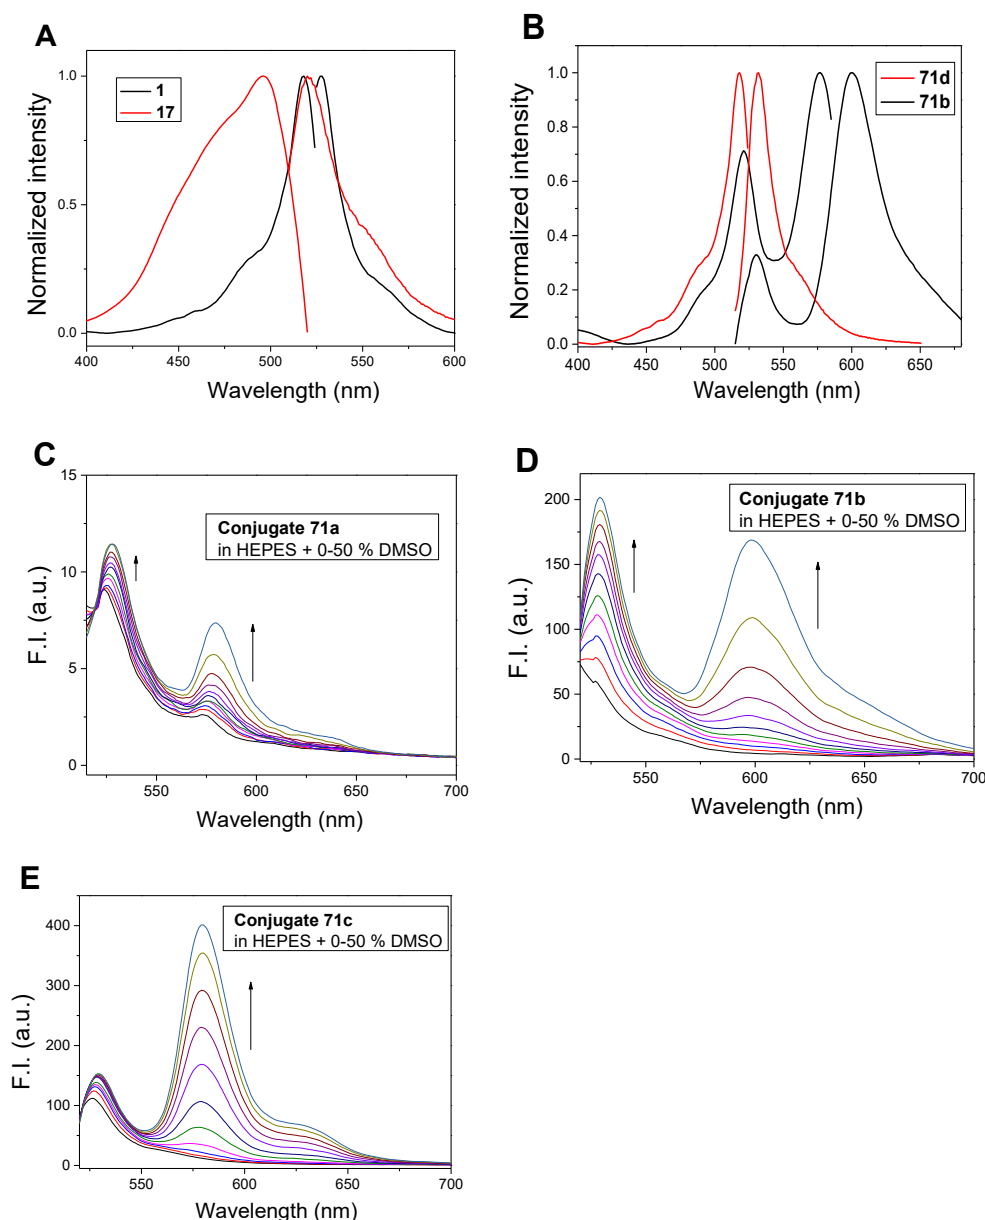 A
1
17
1.0
0.5
0.0
400
450
500
550
600
Wavelength (nm)
Normalized intensity
B
71d
71b
1.0
0.8
0.6
0.4
0.2
0.0
400
450
500
550
600
650
Wavelength (nm)
Normalized intensity
C
Conjugate 71a
in HEPES + 0-50 % DMSO
15
10
5
0
550
600
650
700
Wavelength (nm)
F.I. (a.u.)
D
Conjugate 71b
in HEPES + 0-50 % DMSO
200
150
100
50
0
550
600
650
700
Wavelength (nm)
F.I. (a.u.)
E
Conjugate 71c
in HEPES + 0-50 % DMSO
400
300
200
100
0
550
600
650
700
Wavelength (nm)
F.I. (a.u.)